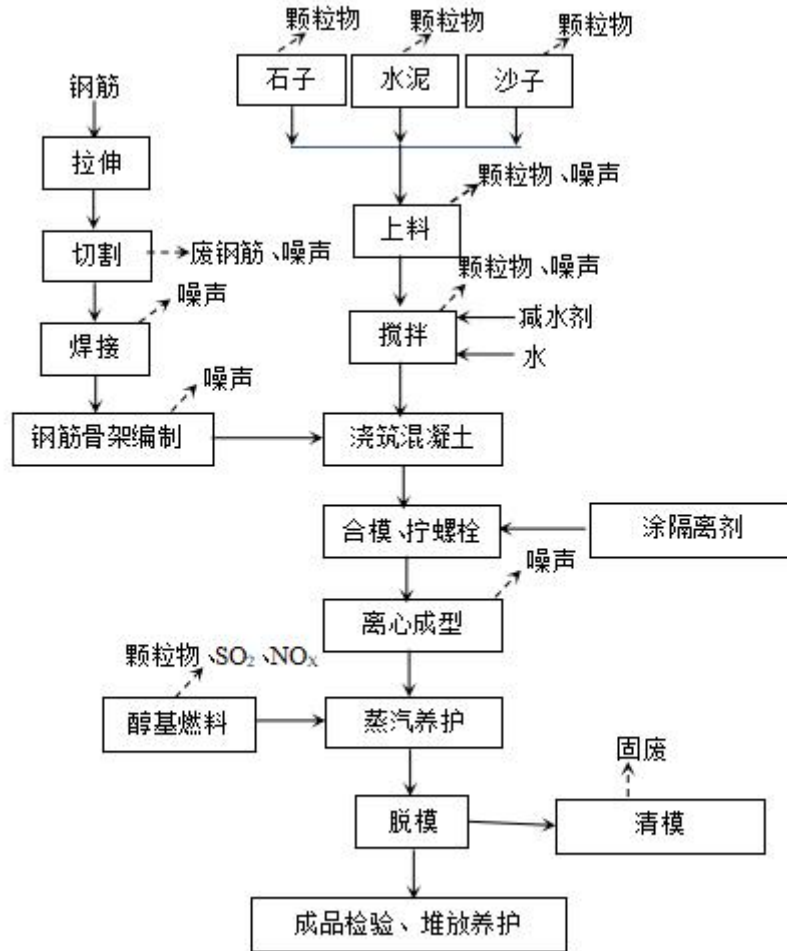 颗粒物
颗粒物
颗粒物
石子
水泥
沙子
钢筋
拉伸
颗粒物、噪声
上料
切割
废钢筋、噪声
颗粒物、噪声
噪声
减水剂
搅拌
焊接
水
噪声
钢筋骨架编制
浇筑混凝土
合模、拧螺栓
涂隔离剂
噪声
离心成型
颗粒物、SO₂、NOₓ
醇基燃料
蒸汽养护
固废
脱模
清模
成品检验、堆放养护